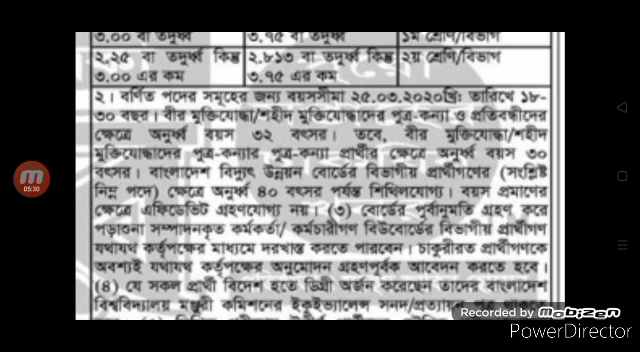 ৩.০০ বা তদুর্ধ্ব ৩.৭৫ বা তদুর্ধ্ব ১ম শ্রেণি/বিভাগ
২.২৫ বা তদুর্ধ্ব কিন্তু ২.৮১৩ বা তদুর্ধ্ব কিন্তু ২য় শ্রেণি/বিভাগ
৩.০০ এর কম ৩.৭৫ এর কম
২। বর্ণিত পদের সমূহের জন্য বয়সসীমা ২৫.০৩.২০২০খ্রি: তারিখে ১৮-
৩০ বছর। বীর মুক্তিযোদ্ধা/শহীদ মুক্তিযোদ্ধাদের পুত্র-কন্যা ও প্রতিবন্ধীদের
ক্ষেত্রে অনুর্ধ্ব বয়স ৩২ বৎসর। তবে, বীর মুক্তিযোদ্ধা/শহীদ
মুক্তিযোদ্ধাদের পুত্র-কন্যার পুত্র-কন্যা প্রার্থীর ক্ষেত্রে অনুর্ধ্ব বয়স ৩০
বৎসর। বাংলাদেশ বিদ্যুৎ উন্নয়ন বোর্ডের বিভাগীয় প্রার্থীগণের (সংশ্লিষ্ট
নিম্ন পদে) ক্ষেত্রে অনুর্ধ্ব ৪০ বৎসর পর্যন্ত শিথিলযোগ্য। বয়স প্রমাণের
ক্ষেত্রে এফিডেভিট গ্রহণযোগ্য নয়। (৩) বোর্ডের পূর্বানুমতি গ্রহণ করে
পড়াশুনা সম্পাদনকৃত কর্মকর্তা/ কর্মচারীগণ বিউবোর্ডের বিভাগীয় প্রার্থীগণ
যথাযথ কর্তৃপক্ষের মাধ্যমে দরখাস্ত করতে পারবেন। চাকুরীরত প্রার্থীগণকে
অবশ্যই যথাযথ কর্তৃপক্ষের অনুমোদন গ্রহণপূর্বক আবেদন করতে হবে।
(৪) যে সকল প্রার্থী বিদেশ হতে ডিগ্রী অর্জন করেছেন তাদের বাংলাদেশ
বিশ্ববিদ্যালয় মঞ্জুরী কমিশনের ইকুইভ্যালেন্স সনদ/প্রত্যায়ন পত্র থাকতে
05:30
Recorded by Mobizen
PowerDirector